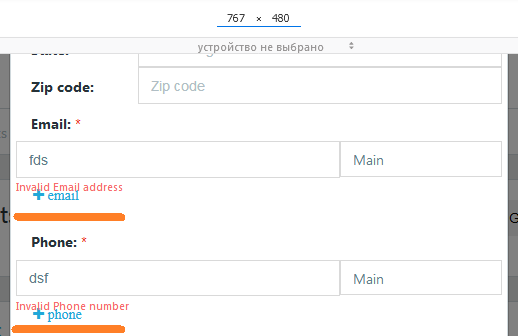 767 × 480
устройство не выбрано
Zip code:
Zip code
Email: *
fds
Main
Invalid Email address
+ email
Phone: *
dsf
Main
Invalid Phone number
+ phone